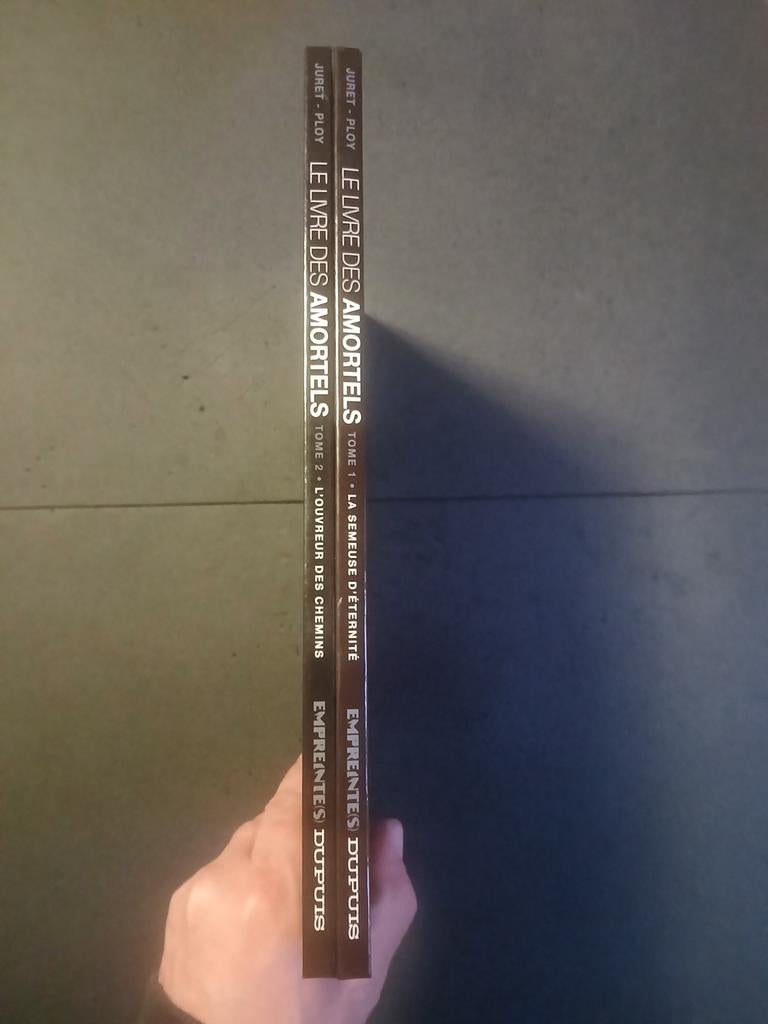 JURET - PLOY LE LIVRE DES AMORTELS TOME 2 • L'OUVREUR DES CHEMINS EMPREINTE(S) DUPUIS
JURET - PLOY LE LIVRE DES AMORTELS TOME 1 • LA SEMEUSE D'ÉTERNITÉ EMPREINTE(S) DUPUIS